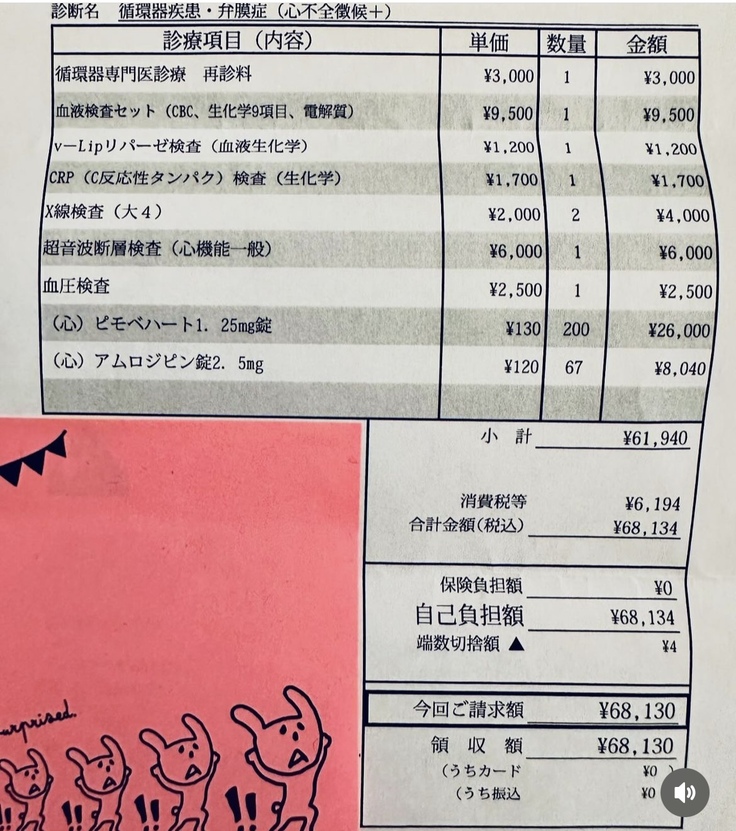 診断名 循環器疾患・弁膜症（心不全徴候＋）
診療項目（内容） 単価 数量 金額
循環器専門医診療 再診料 ¥3,000 1 ¥3,000
血液検査セット（CBC、生化学9項目、電解質） ¥9,500 1 ¥9,500
v－Lipリパーゼ検査（血液生化学） ¥1,200 1 ¥1,200
CRP（C反応性タンパク）検査（生化学） ¥1,700 1 ¥1,700
X線検査（大４） ¥2,000 2 ¥4,000
超音波断層検査（心機能一般） ¥6,000 1 ¥6,000
血圧検査 ¥2,500 1 ¥2,500
（心）ピモベハート1. 25mg錠 ¥130 200 ¥26,000
（心）アムロジピン錠2. 5mg ¥120 67 ¥8,040
小 計 ¥61,940
消費税等 ¥6,194
合計金額(税込) ¥68,134
保険負担額 ¥0
自己負担額 ¥68,134
端数切捨額 ▲ ¥4
今回ご請求額 ¥68,130
領 収 額 ¥68,130
（うちカード ¥0 ）
（うち振込 ¥0
urprised.
!! !! !! !!